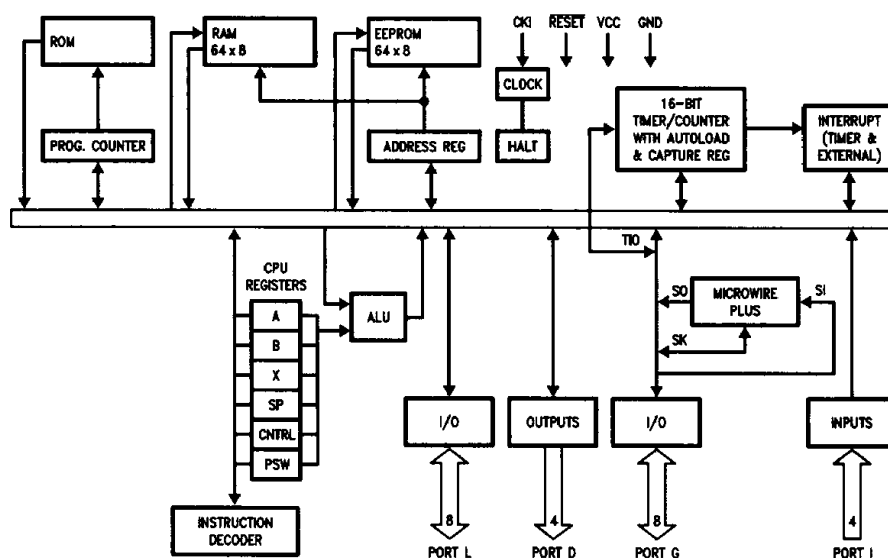 ROM
RAM
64 x 8
EEPROM
64 x 8
CKI
RESET
VCC
GND
CLOCK
HALT
PROG. COUNTER
ADDRESS REG
16-BIT
TIMER/COUNTER
WITH AUTOLOAD
& CAPTURE REG
INTERRUPT
(TIMER &
EXTERNAL)
TIO
CPU
REGISTERS
A
B
X
SP
CNTRL
PSW
ALU
SO
MICROWIRE
PLUS
SI
SK
I/O
OUTPUTS
I/O
INPUTS
INSTRUCTION
DECODER
8
4
8
4
PORT L
PORT D
PORT G
PORT I